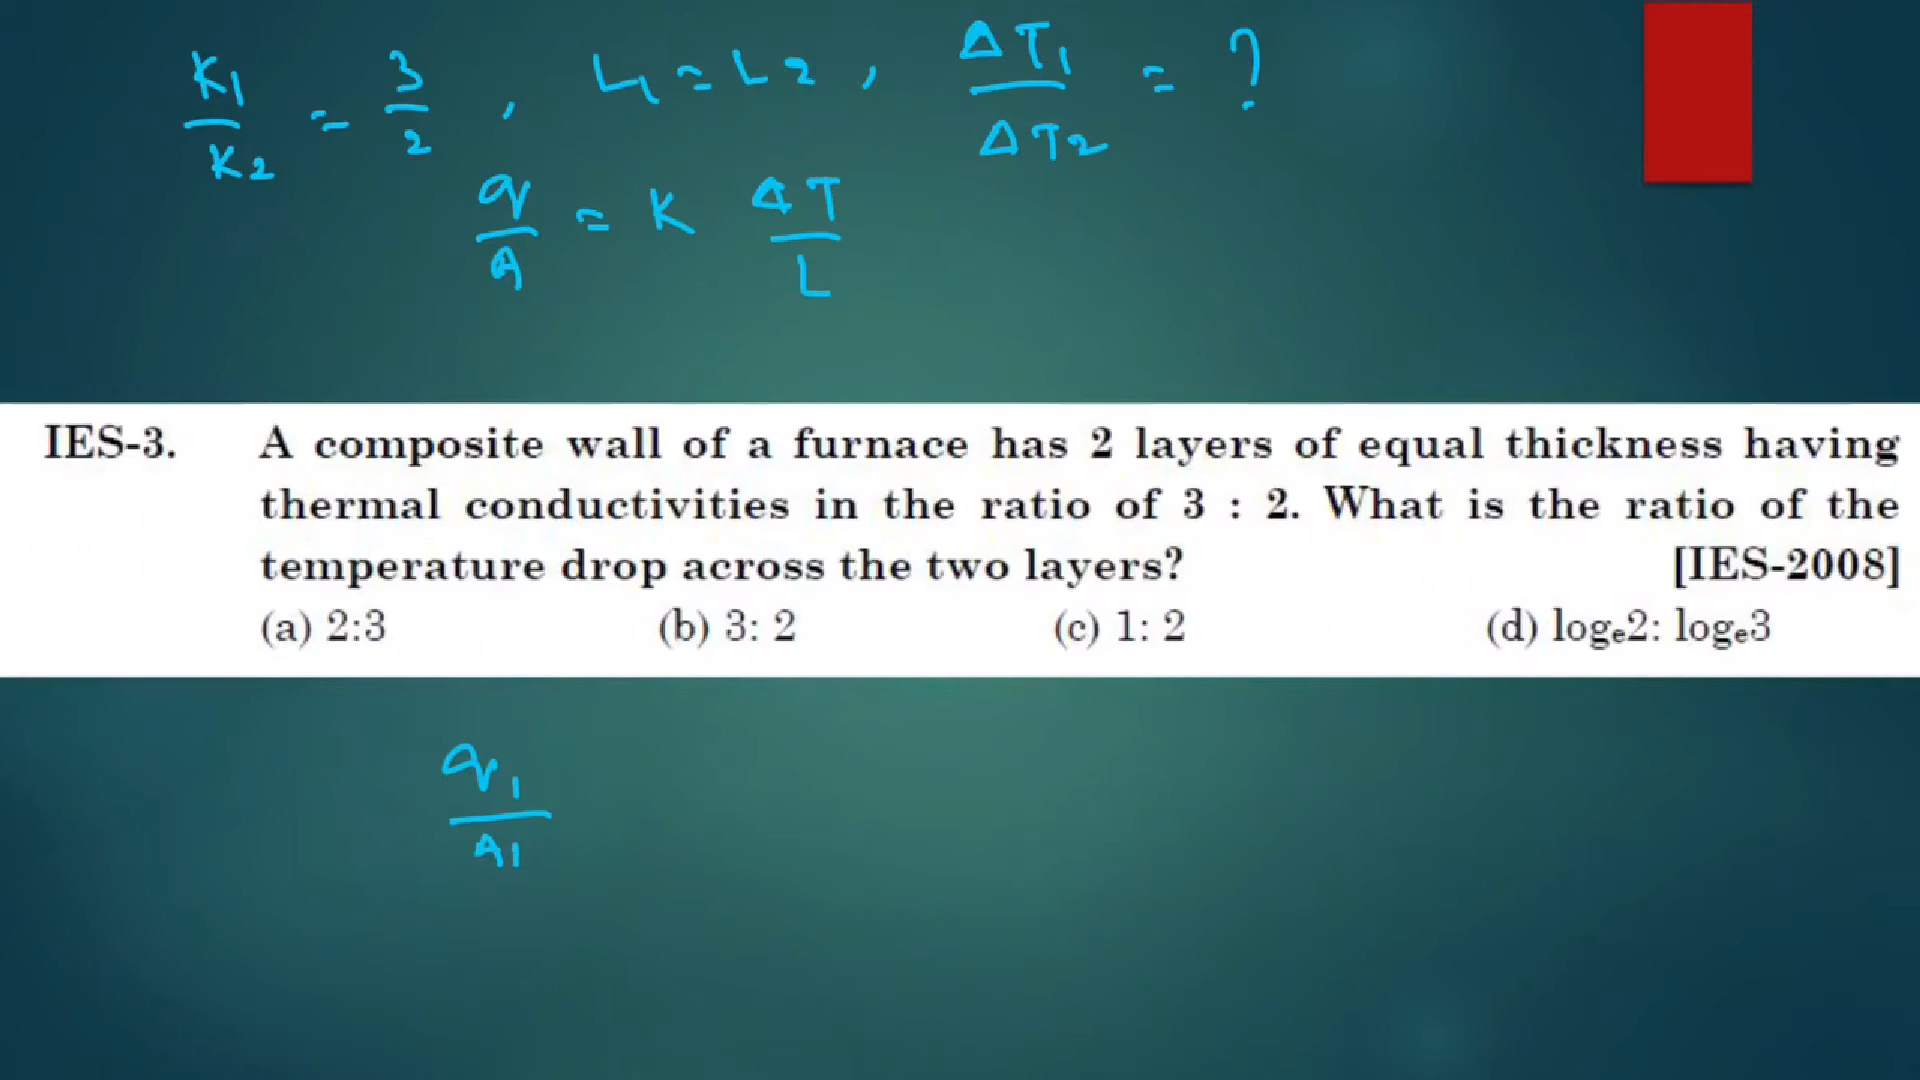 K1/K2 = 3/2 , L1 = L2 , ΔT1/ΔT2 = ?
q/A = K ΔT/L
IES-3. A composite wall of a furnace has 2 layers of equal thickness having
thermal conductivities in the ratio of 3 : 2. What is the ratio of the
temperature drop across the two layers? [IES-2008]
(a) 2:3 (b) 3: 2 (c) 1: 2 (d) logₑ2: logₑ3
q1/A1